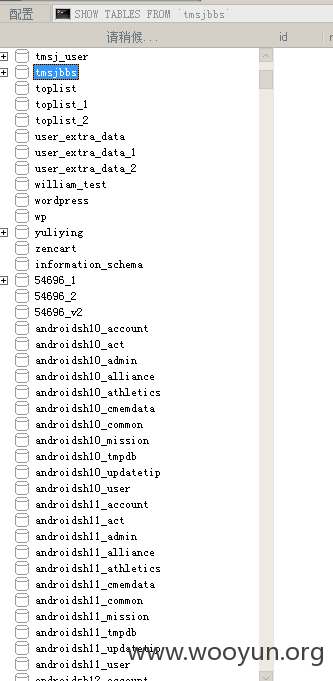 配置 SHOW TABLES FROM `tmsjbbs`
请稍候... id
tmsj_user
tmsjbbs
toplist
toplist_1
toplist_2
user_extra_data
user_extra_data_1
user_extra_data_2
william_test
wordpress
wp
yuliying
zencart
information_schema
54696_1
54696_2
54696_v2
androidsh10_account
androidsh10_act
androidsh10_admin
androidsh10_alliance
androidsh10_athletics
androidsh10_cmemdata
androidsh10_common
androidsh10_mission
androidsh10_tmpdb
androidsh10_updatetip
androidsh10_user
androidsh11_account
androidsh11_act
androidsh11_admin
androidsh11_alliance
androidsh11_athletics
androidsh11_cmemdata
androidsh11_common
androidsh11_mission
androidsh11_tmpdb
androidsh11_updatetip
www.wooyun.org
androidsh11_user
androidsh12_account